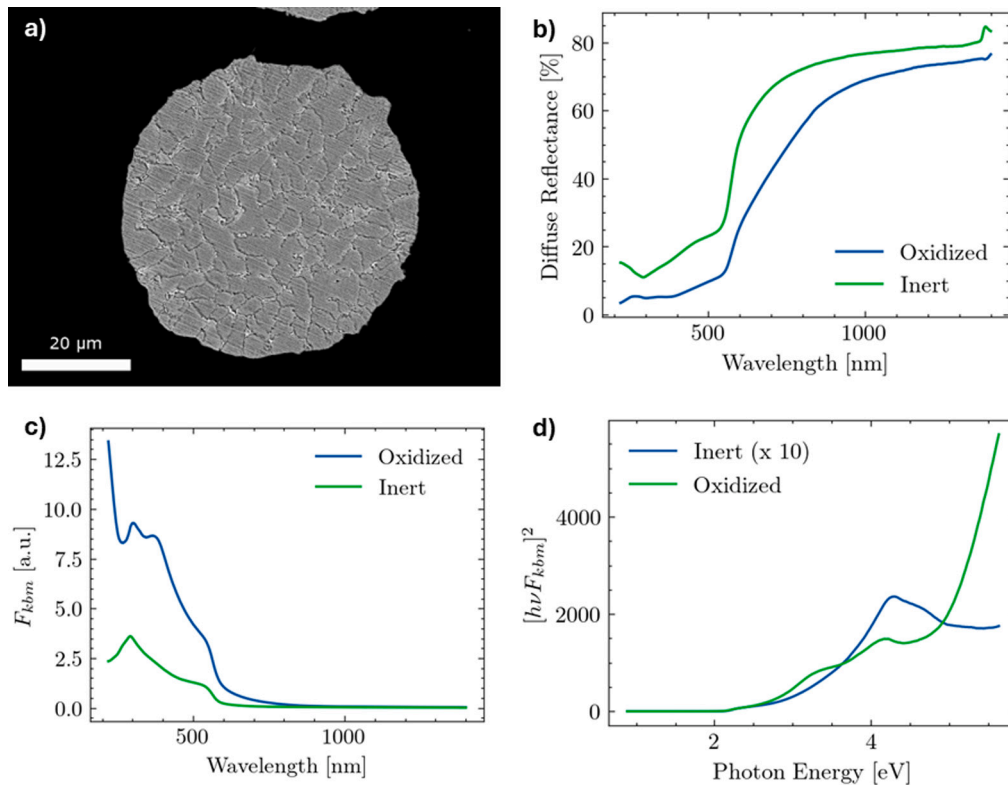 a)
20 μm
b)
Diffuse Reflectance [%]
80
60
40
20
0
Oxidized
Inert
500
1000
Wavelength [nm]
c)
F_kbm [a.u.]
12.5
10.0
7.5
5.0
2.5
0.0
Oxidized
Inert
500
1000
Wavelength [nm]
d)
[hνF_kbm]²
4000
2000
0
Inert (x 10)
Oxidized
2
4
Photon Energy [eV]